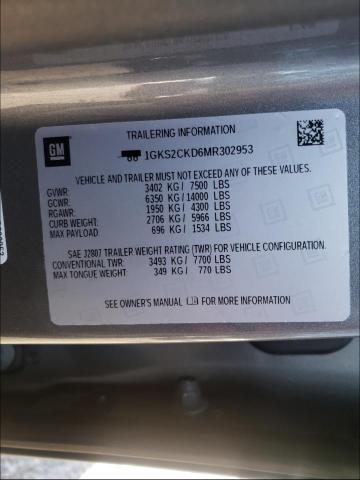 GM
TRAILERING INFORMATION
1GKS2CKD6MR302953
VEHICLE AND TRAILER MUST NOT EXCEED ANY OF THESE VALUES.
GVWR: 3402 KG/ 7500 LBS
GCWR: 6350 KG/14000 LBS
RGAWR: 1950 KG/ 4300 LBS
CURB WEIGHT: 2706 KG/ 5966 LBS
MAX PAYLOAD: 696 KG/ 1534 LBS
SAE J2807 TRAILER WEIGHT RATING (TWR) FOR VEHICLE CONFIGURATION.
CONVENTIONAL TWR: 3493 KG/ 7700 LBS
MAX TONGUE WEIGHT: 349 KG/ 770 LBS
SEE OWNER'S MANUAL FOR MORE INFORMATION